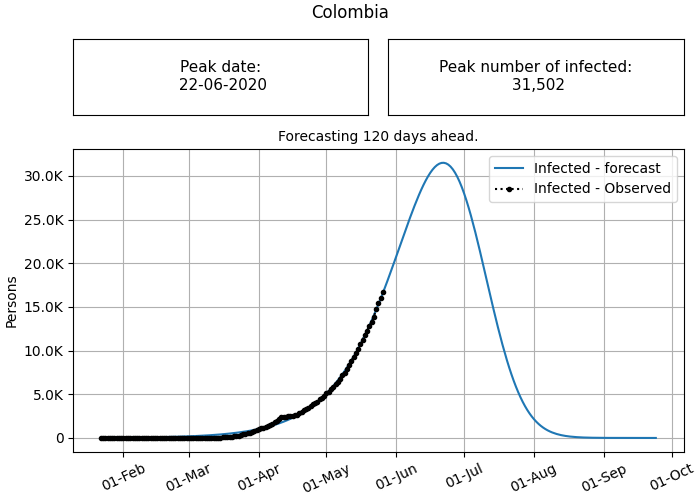 Colombia
Peak date:
22-06-2020
Peak number of infected:
31,502
Forecasting 120 days ahead.
Infected - forecast
Infected - Observed
Persons
30.0K
25.0K
20.0K
15.0K
10.0K
5.0K
0
01-Feb
01-Mar
01-Apr
01-May
01-Jun
01-Jul
01-Aug
01-Sep
01-Oct